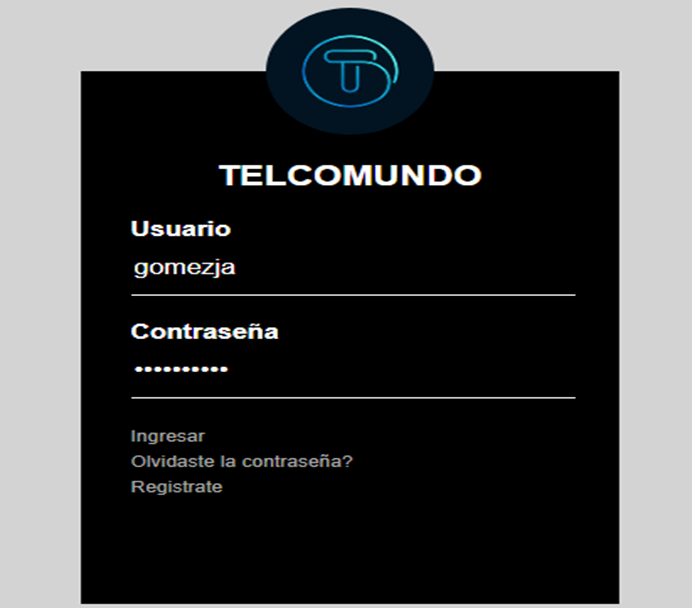 TELCOMUNDO
Usuario
gomezja
Contraseña
••••••••••
Ingresar
Olvidaste la contraseña?
Registrate